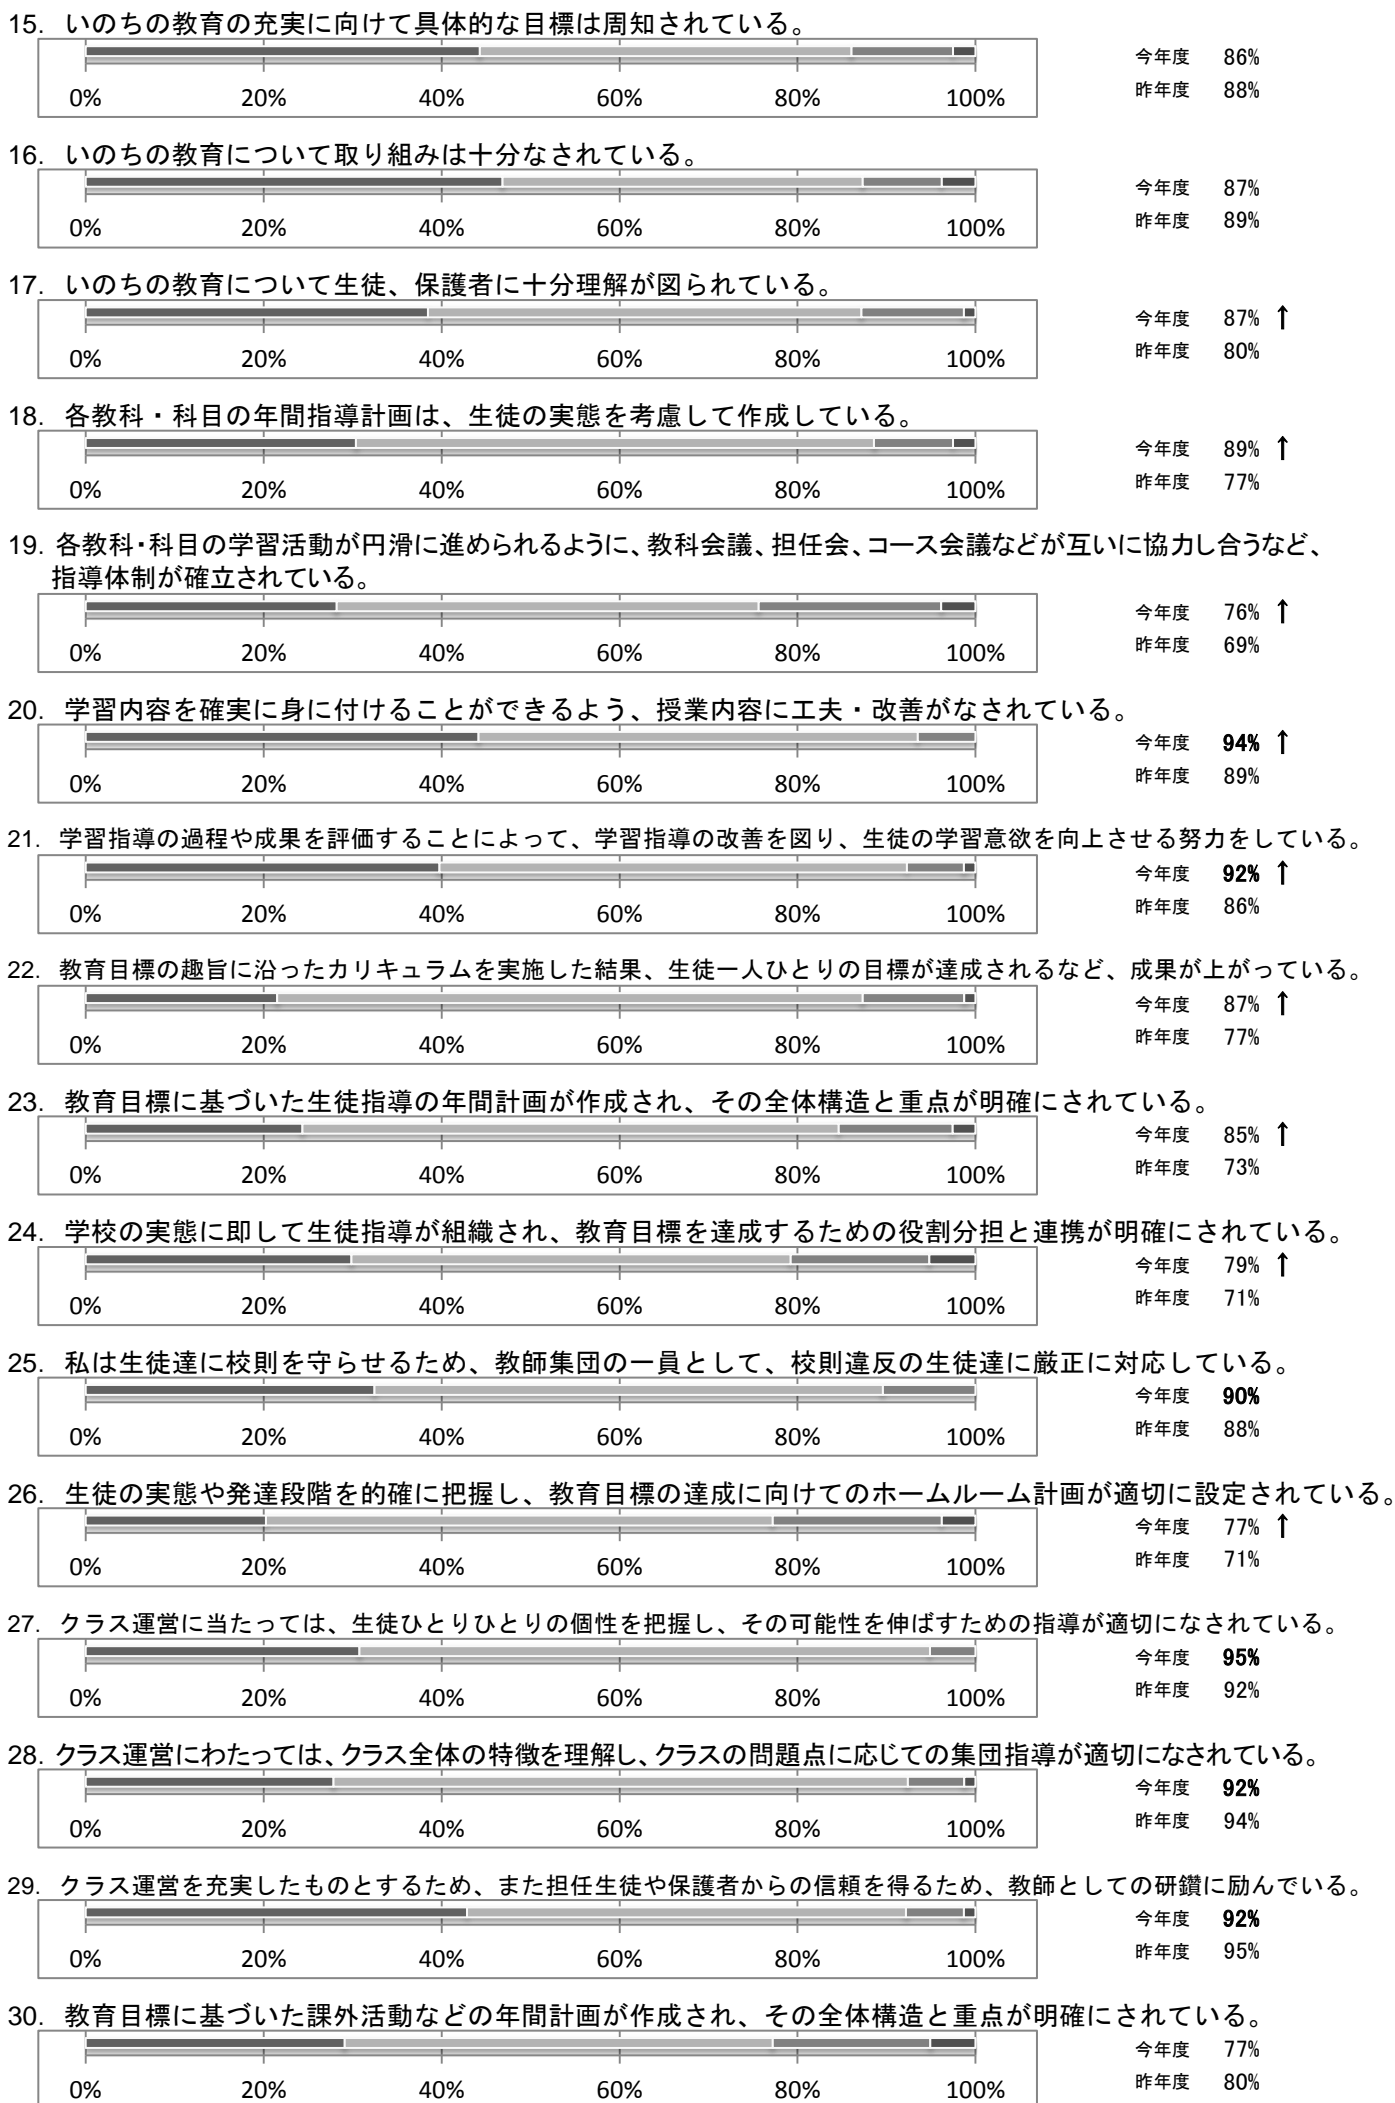 15. いのちの教育の充実に向けて具体的な目標は周知されている。
今年度 86%
昨年度 88%
0% 20% 40% 60% 80% 100%
16. いのちの教育について取り組みは十分なされている。
今年度 87%
昨年度 89%
0% 20% 40% 60% 80% 100%
17. いのちの教育について生徒、保護者に十分理解が図られている。
今年度 87% ↑
昨年度 80%
0% 20% 40% 60% 80% 100%
18. 各教科・科目の年間指導計画は、生徒の実態を考慮して作成している。
今年度 89% ↑
昨年度 77%
0% 20% 40% 60% 80% 100%
19. 各教科・科目の学習活動が円滑に進められるように、教科会議、担任会、コース会議などが互いに協力し合うなど、
指導体制が確立されている。
今年度 76% ↑
昨年度 69%
0% 20% 40% 60% 80% 100%
20. 学習内容を確実に身に付けることができるよう、授業内容に工夫・改善がなされている。
今年度 94% ↑
昨年度 89%
0% 20% 40% 60% 80% 100%
21. 学習指導の過程や成果を評価することによって、学習指導の改善を図り、生徒の学習意欲を向上させる努力をしている。
今年度 92% ↑
昨年度 86%
0% 20% 40% 60% 80% 100%
22. 教育目標の趣旨に沿ったカリキュラムを実施した結果、生徒一人ひとりの目標が達成されるなど、成果が上がっている。
今年度 87% ↑
昨年度 77%
0% 20% 40% 60% 80% 100%
23. 教育目標に基づいた生徒指導の年間計画が作成され、その全体構造と重点が明確にされている。
今年度 85% ↑
昨年度 73%
0% 20% 40% 60% 80% 100%
24. 学校の実態に即して生徒指導が組織され、教育目標を達成するための役割分担と連携が明確にされている。
今年度 79% ↑
昨年度 71%
0% 20% 40% 60% 80% 100%
25. 私は生徒達に校則を守らせるため、教師集団の一員として、校則違反の生徒達に厳正に対応している。
今年度 90%
昨年度 88%
0% 20% 40% 60% 80% 100%
26. 生徒の実態や発達段階を的確に把握し、教育目標の達成に向けてのホームルーム計画が適切に設定されている。
今年度 77% ↑
昨年度 71%
0% 20% 40% 60% 80% 100%
27. クラス運営に当たっては、生徒ひとりひとりの個性を把握し、その可能性を伸ばすための指導が適切になされている。
今年度 95%
昨年度 92%
0% 20% 40% 60% 80% 100%
28. クラス運営にわたっては、クラス全体の特徴を理解し、クラスの問題点に応じての集団指導が適切になされている。
今年度 92%
昨年度 94%
0% 20% 40% 60% 80% 100%
29. クラス運営を充実したものとするため、また担任生徒や保護者からの信頼を得るため、教師としての研鑽に励んでいる。
今年度 92%
昨年度 95%
0% 20% 40% 60% 80% 100%
30. 教育目標に基づいた課外活動などの年間計画が作成され、その全体構造と重点が明確にされている。
今年度 77%
昨年度 80%
0% 20% 40% 60% 80% 100%